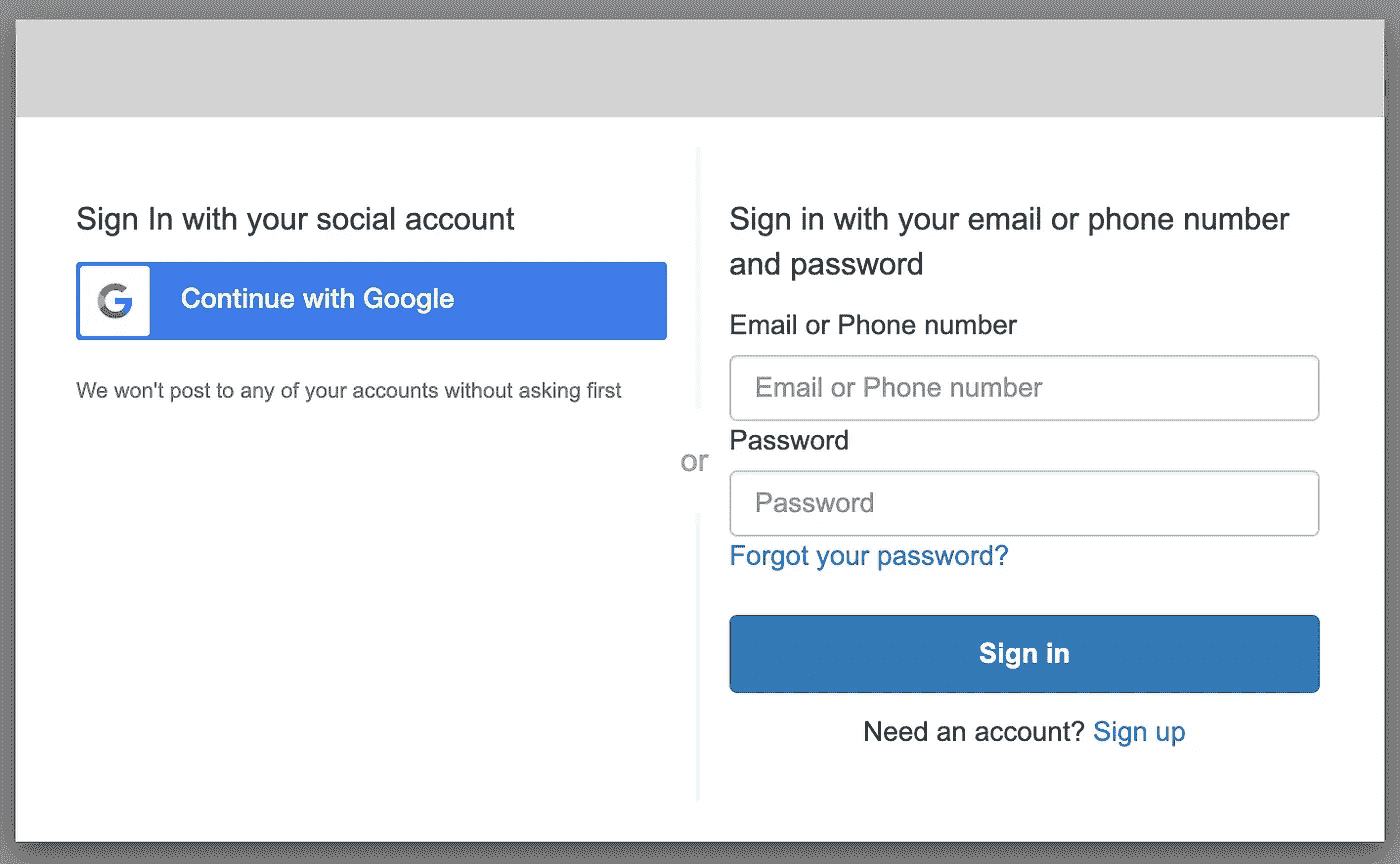 Sign In with your social account
Continue with Google
We won't post to any of your accounts without asking first
or
Sign in with your email or phone number
and password
Email or Phone number
Email or Phone number
Password
Password
Forgot your password?
Sign in
Need an account? Sign up